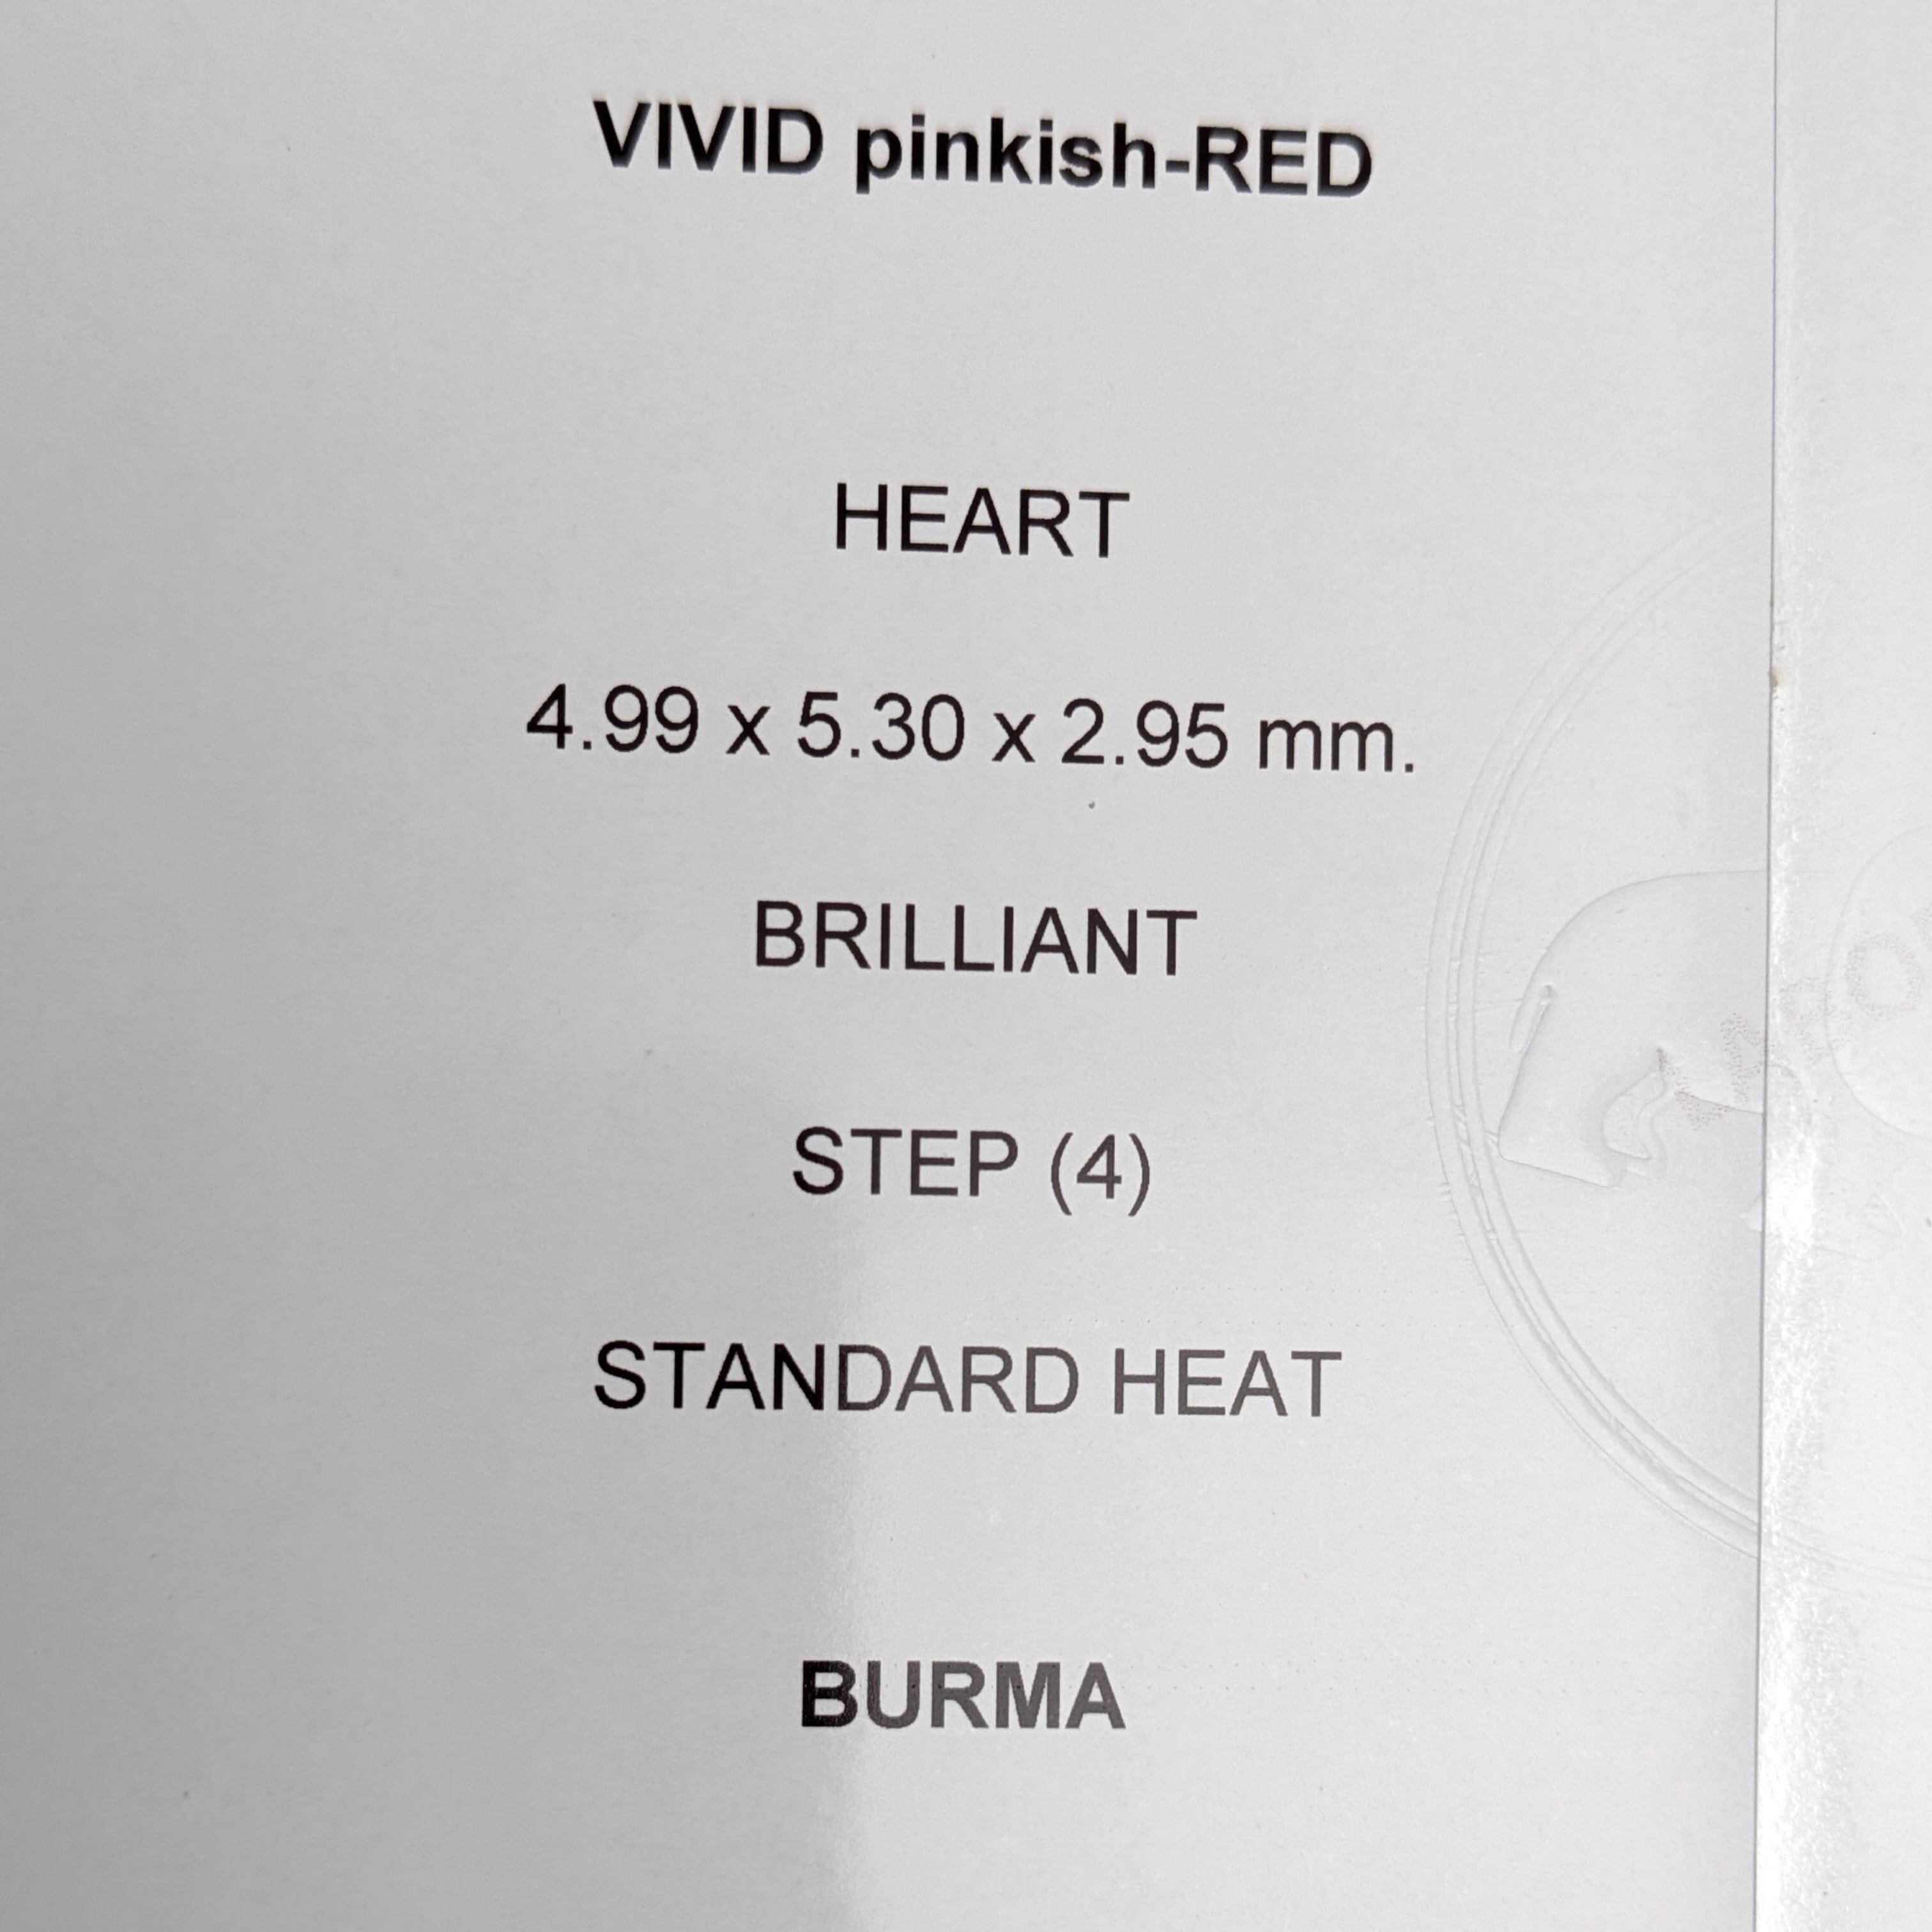 VIVID pinkish-RED
HEART
4.99 x 5.30 x 2.95 mm.
BRILLIANT
STEP (4)
STANDARD HEAT
BURMA